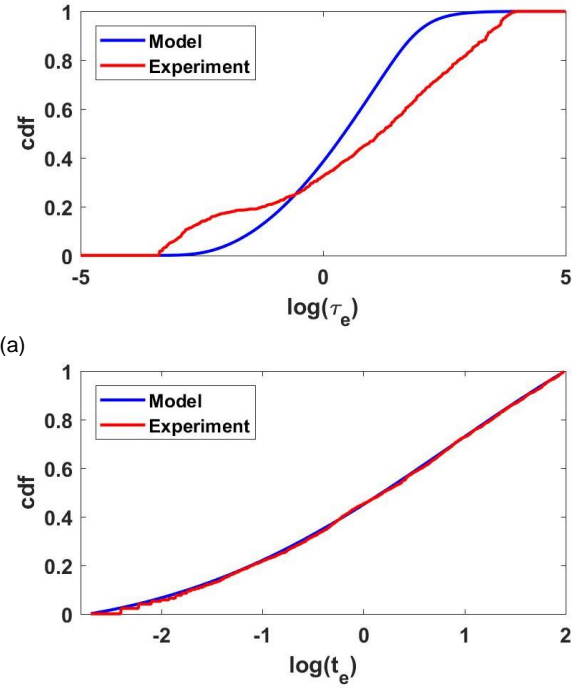 1
0.8
0.6
0.4
0.2
0
cdf
Model
Experiment
-5
0
5
log(τe)
(a)
1
0.8
0.6
0.4
0.2
0
cdf
Model
Experiment
-2
-1
0
1
2
log(te)